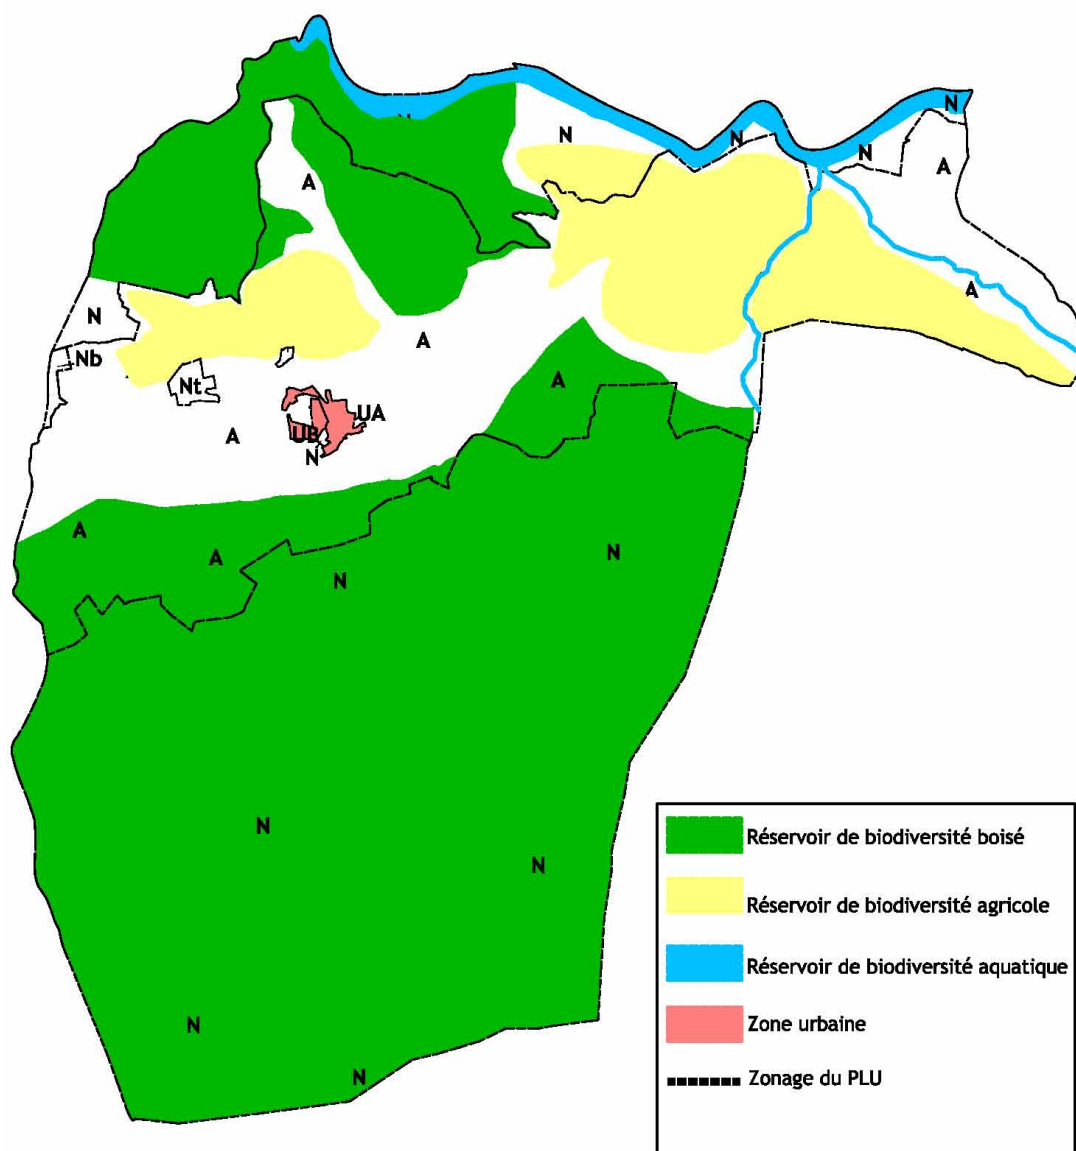 N
N
N
N
N
A
A
A
N
A
A
Nb
Nt
A
UA
A
UB
N
A
A
N
N
N
N
N
N
Réservoir de biodiversité boisé
Réservoir de biodiversité agricole
Réservoir de biodiversité aquatique
Zone urbaine
Zonage du PLU